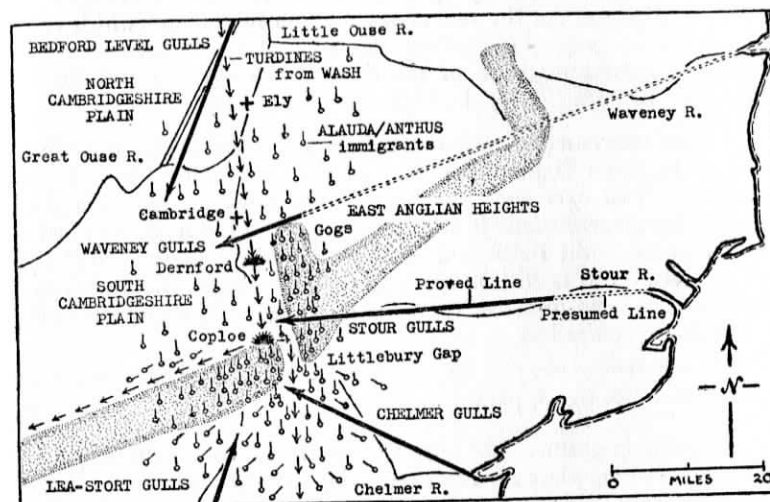 BEDFORD LEVEL GULLS
Little Ouse R.
TURDINES
from WASH
NORTH
CAMBRIDGESHIRE
PLAIN
Ely
Waveney R.
ALAUDA/ANTHUS
immigrants
Great Ouse R.
Cambridge
EAST ANGLIAN HEIGHTS
Gogs
WAVENEY GULLS
Dernford
SOUTH
CAMBRIDGESHIRE
PLAIN
Proved Line
Stour R.
STOUR GULLS
Presumed Line
Coploe
Littlebury Gap
N
CHELMER GULLS
LEA-STORT GULLS
Chelmer R.
0 MILES 20